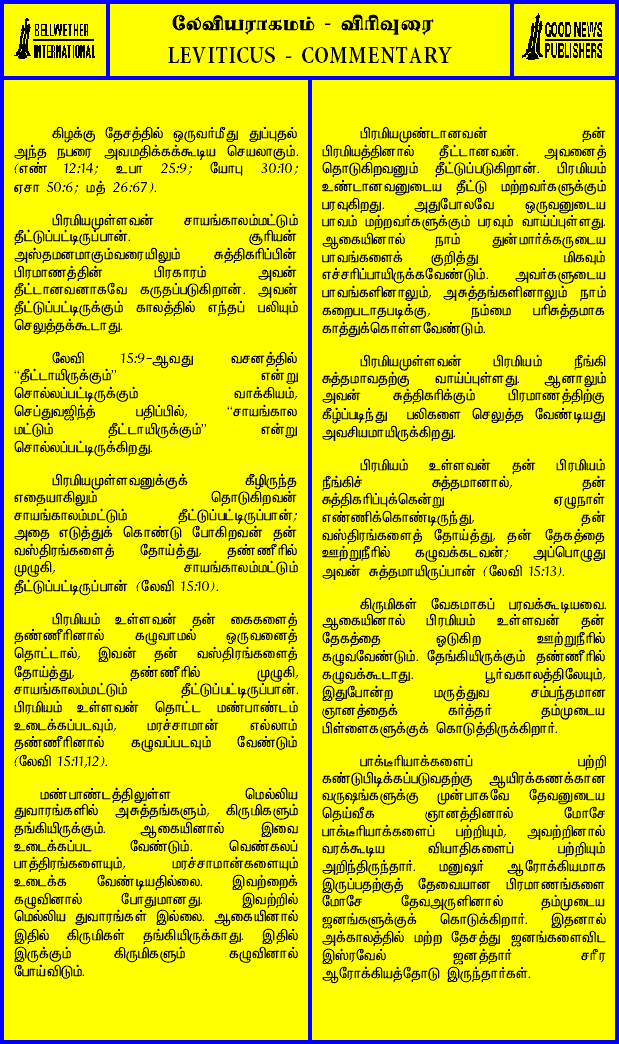 BELLWETHER
INTERNATIONAL
லேவியராகமம் - விரிவுரை
LEVITICUS - COMMENTARY
GOOD NEWS
PUBLISHERS
கிழக்கு தேசத்தில் ஒருவர்மீது துப்புதல்
அந்த நபரை அவமதிக்கக்கூடிய செயலாகும்.
(எண் 12:14; உபா 25:9; யோபு 30:10;
ஏசா 50:6; மத் 26:67).
பிரமியமுள்ளவன் சாயங்காலம்மட்டும்
தீட்டுப்பட்டிருப்பான். சூரியன்
அஸ்தமனமாகும்வரையிலும் சுத்திகரிப்பின்
பிரமாணத்தின் பிரகாரம் அவன்
தீட்டானவனாகவே கருதப்படுகிறான். அவன்
தீட்டுப்பட்டிருக்கும் காலத்தில் எந்தப் பலியும்
செலுத்தக்கூடாது.
லேவி 15:9-ஆவது வசனத்தில்
“தீட்டாயிருக்கும்” என்று
சொல்லப்பட்டிருக்கும் வாக்கியம்,
செப்துவஜிந்த் பதிப்பில், “சாயங்கால
மட்டும் தீட்டாயிருக்கும்” என்று
சொல்லப்பட்டிருக்கிறது.
பிரமியமுள்ளவனுக்குக் கீழிருந்த
எதையாகிலும் தொடுகிறவன்
சாயங்காலம்மட்டும் தீட்டுப்பட்டிருப்பான்;
அதை எடுத்துக் கொண்டு போகிறவன் தன்
வஸ்திரங்களைத் தோய்த்து, தண்ணீரில்
முழுகி, சாயங்காலம்மட்டும்
தீட்டுப்பட்டிருப்பான் (லேவி 15:10).
பிரமியம் உள்ளவன் தன் கைகளைத்
தண்ணீரினால் கழுவாமல் ஒருவனைத்
தொட்டால், இவன் தன் வஸ்திரங்களைத்
தோய்த்து, தண்ணீரில் முழுகி,
சாயங்காலம்மட்டும் தீட்டுப்பட்டிருப்பான்.
பிரமியம் உள்ளவன் தொட்ட மண்பாண்டம்
உடைக்கப்படவும், மரச்சாமான் எல்லாம்
தண்ணீரினால் கழுவப்படவும் வேண்டும்
(லேவி 15:11,12).
மண்பாண்டத்திலுள்ள மெல்லிய
துவாரங்களில் அசுத்தங்களும், கிருமிகளும்
தங்கியிருக்கும். ஆகையினால் இவை
உடைக்கப்பட வேண்டும். வெண்கலப்
பாத்திரங்களையும், மரச்சாமான்களையும்
உடைக்க வேண்டியதில்லை. இவற்றைக்
கழுவினால் போதுமானது. இவற்றில்
மெல்லிய துவாரங்கள் இல்லை. ஆகையினால்
இதில் கிருமிகள் தங்கியிருக்காது. இதில்
இருக்கும் கிருமிகளும் கழுவினால்
போய்விடும்.
பிரமியமுண்டானவன் தன்
பிரமியத்தினால் தீட்டானவன். அவனைத்
தொடுகிறவனும் தீட்டுப்படுகிறான். பிரமியம்
உண்டானவனுடைய தீட்டு மற்றவர்களுக்கும்
பரவுகிறது. அதுபோலவே ஒருவனுடைய
பாவம் மற்றவர்களுக்கும் பரவும் வாய்ப்புள்ளது.
ஆகையினால் நாம் துன்மார்க்கருடைய
பாவங்களைக் குறித்து மிகவும்
எச்சரிப்பாயிருக்கவேண்டும். அவர்களுடைய
பாவங்களினாலும், அசுத்தங்களினாலும் நாம்
கறைபடாதபடிக்கு, நம்மை பரிசுத்தமாக
காத்துக்கொள்ளவேண்டும்.
பிரமியமுள்ளவன் பிரமியம் நீங்கி
சுத்தமாவதற்கு வாய்ப்புள்ளது. ஆனாலும்
அவன் சுத்திகரிக்கும் பிரமாணத்திற்கு
கீழ்ப்படிந்து பலிகளை செலுத்த வேண்டியது
அவசியமாயிருக்கிறது.
பிரமியம் உள்ளவன் தன் பிரமியம்
நீங்கிச் சுத்தமானால், தன்
சுத்திகரிப்புக்கென்று ஏழுநாள்
எண்ணிக்கொண்டிருந்து, தன்
வஸ்திரங்களைத் தோய்த்து, தன் தேகத்தை
ஊற்றுநீரில் கழுவக்கடவன்; அப்பொழுது
அவன் சுத்தமாயிருப்பான் (லேவி 15:13).
கிருமிகள் வேகமாகப் பரவக்கூடியவை.
ஆகையினால் பிரமியம் உள்ளவன் தன்
தேகத்தை ஓடுகிற ஊற்றுநீரில்
கழுவவேண்டும். தேங்கியிருக்கும் தண்ணீரில்
கழுவக்கூடாது. பூர்வகாலத்திலேயும்,
இதுபோன்ற மருத்துவ சம்பந்தமான
ஞானத்தைக் கர்த்தர் தம்முடைய
பிள்ளைகளுக்குக் கொடுத்திருக்கிறார்.
பாக்டீரியாக்களைப் பற்றி
கண்டுபிடிக்கப்படுவதற்கு ஆயிரக்கணக்கான
வருஷங்களுக்கு முன்பாகவே தேவனுடைய
தெய்வீக ஞானத்தினால் மோசே
பாக்டீரியாக்களைப் பற்றியும், அவற்றினால்
வரக்கூடிய வியாதிகளைப் பற்றியும்
அறிந்திருந்தார். மனுஷர் ஆரோக்கியமாக
இருப்பதற்குத் தேவையான பிரமாணங்களை
மோசே தேவஅருளினால் தம்முடைய
ஜனங்களுக்குக் கொடுக்கிறார். இதனால்
அக்காலத்தில் மற்ற தேசத்து ஜனங்களைவிட
இஸ்ரவேல் ஜனத்தார் சரீர
ஆரோக்கியத்தோடு இருந்தார்கள்.